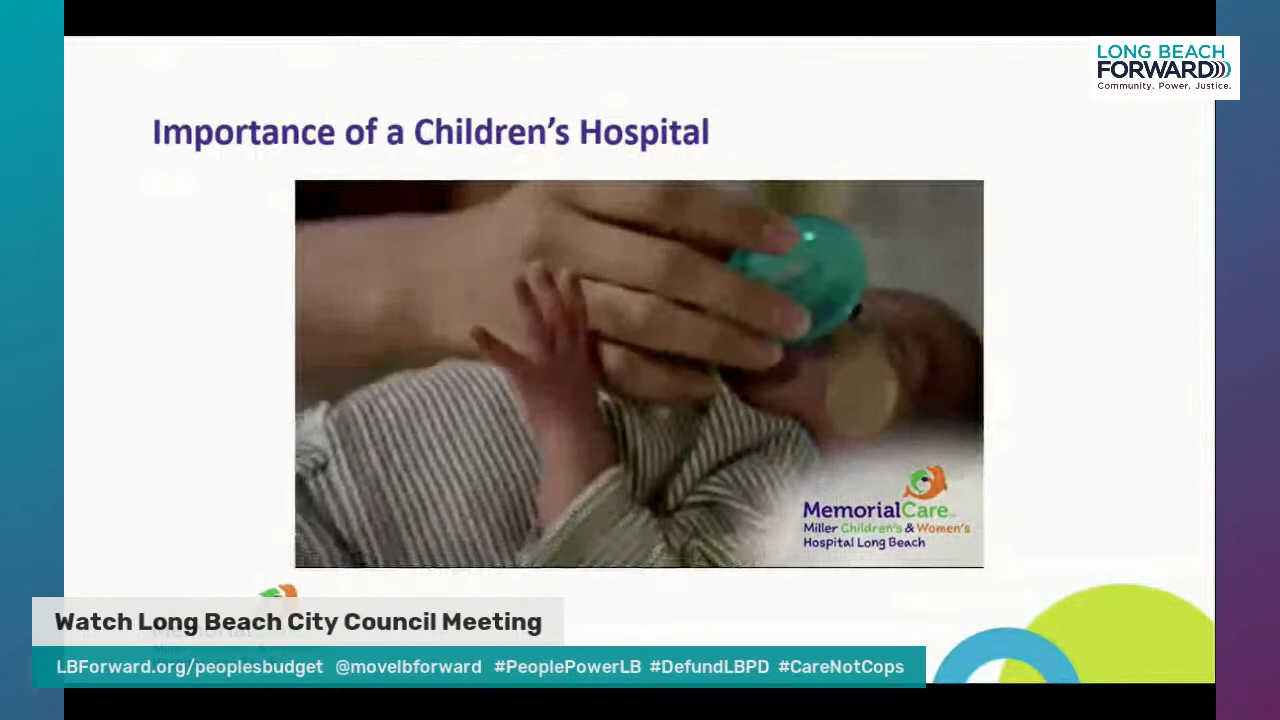 LONG BEACH
FORWARD)))
Community. Power. Justice.
Importance of a Children's Hospital
MemorialCare
Miller Children's & Women's
Hospital Long Beach
Watch Long Beach City Council Meeting
LBForward.org/peoplesbudget @movelbforward #PeoplePowerLB #DefundLBPD #CareNotCops